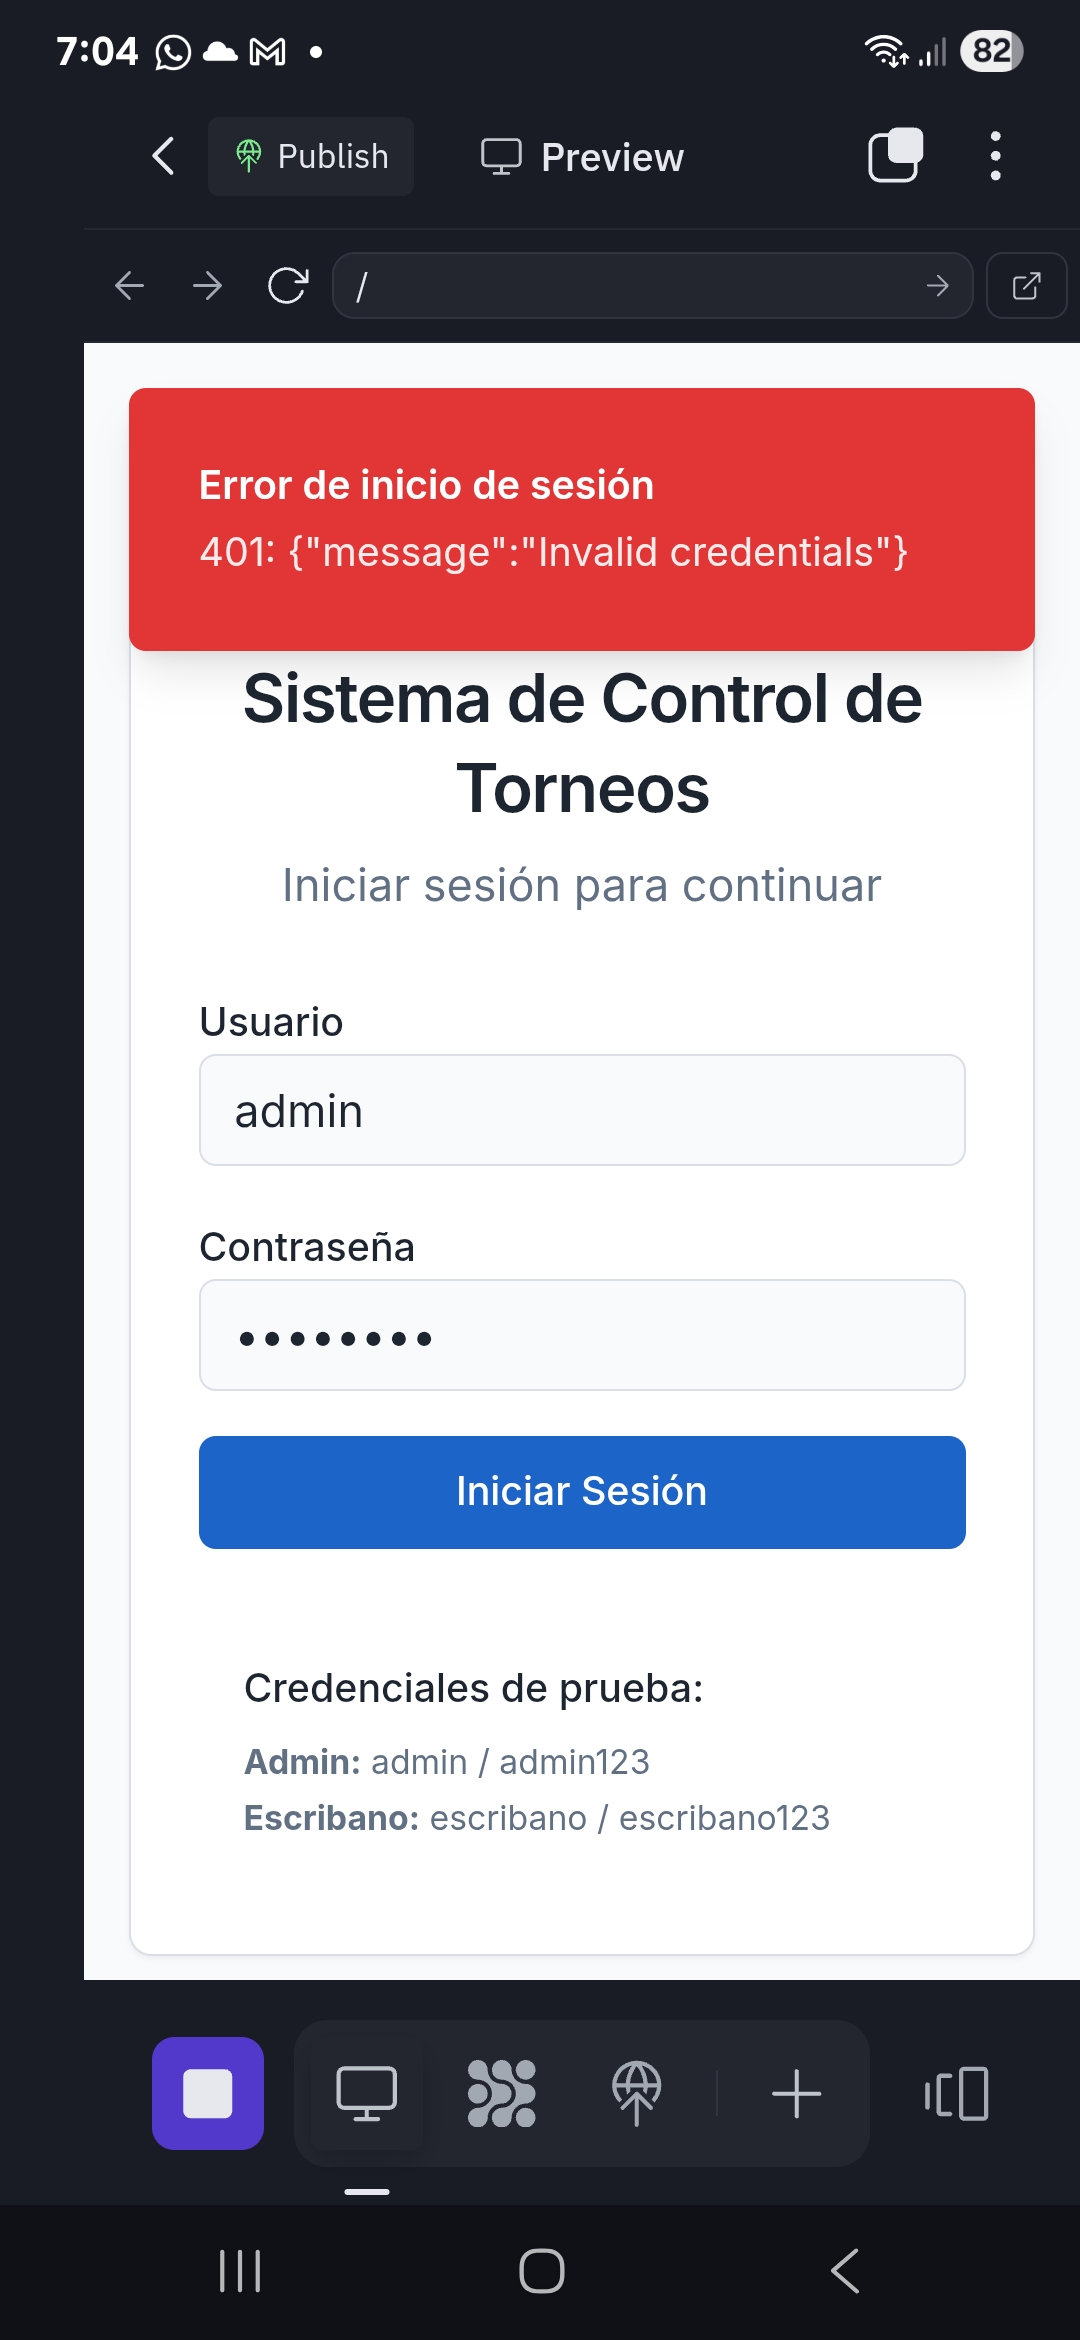 7:04
82
Publish
Preview
/
Error de inicio de sesión
401: {"message":"Invalid credentials"}
Sistema de Control de
Torneos
Iniciar sesión para continuar
Usuario
admin
Contraseña
••••••••
Iniciar Sesión
Credenciales de prueba:
Admin: admin / admin123
Escribano: escribano / escribano123